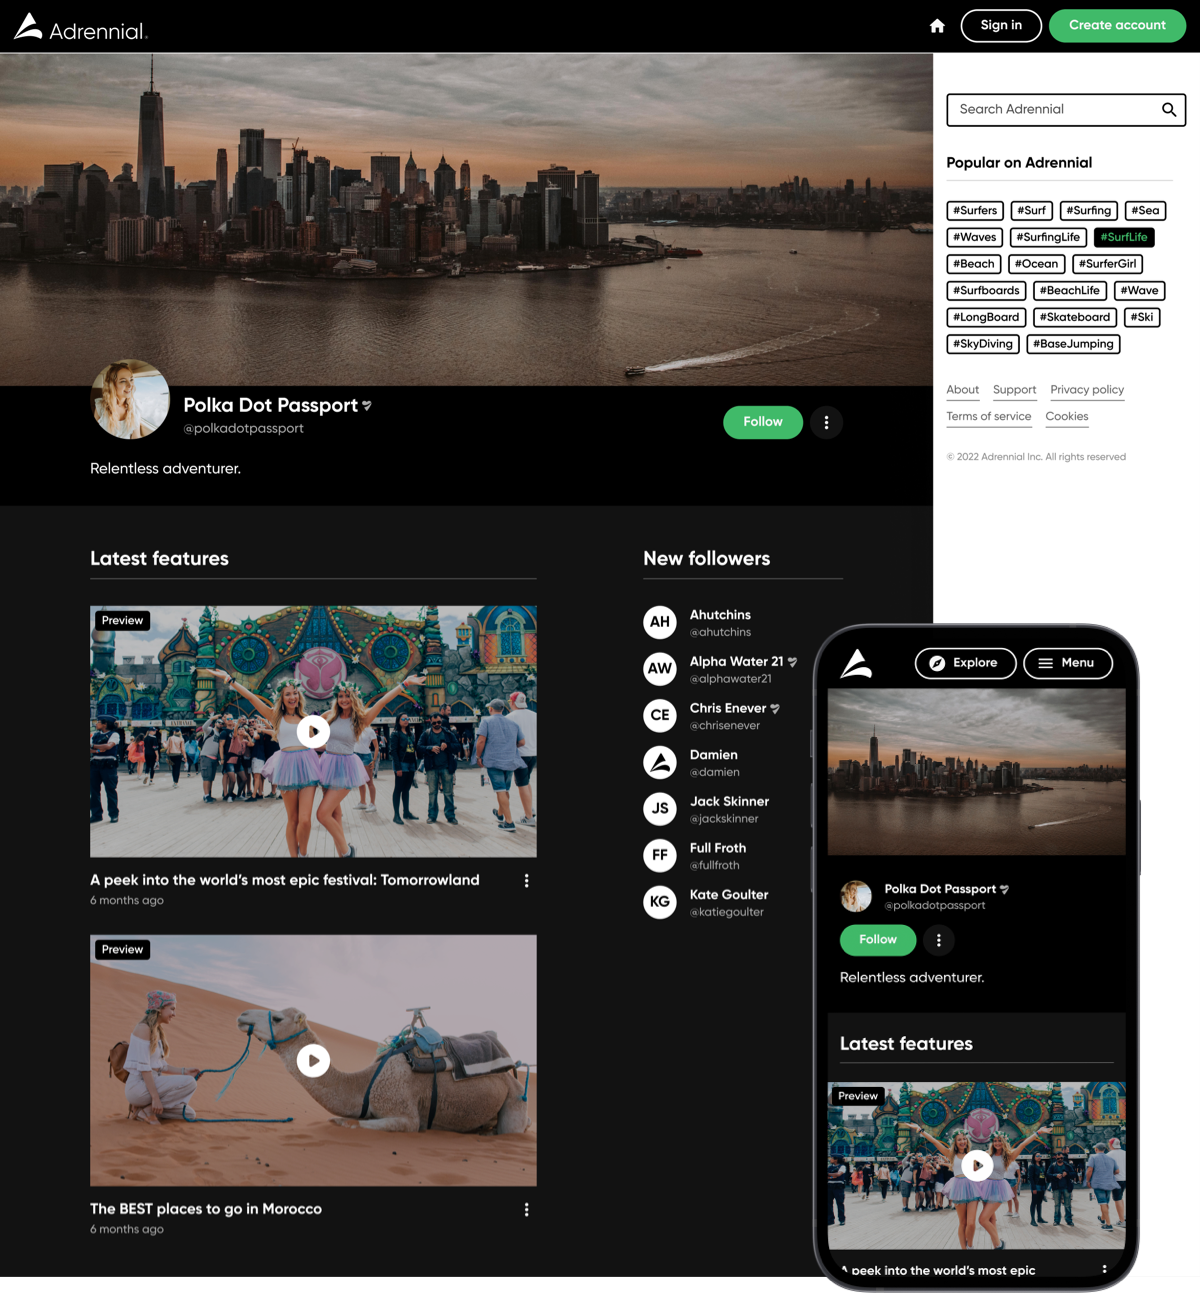 Adrennial.
Sign in
Create account
Search Adrennial
Popular on Adrennial
#Surfers #Surf #Surfing #Sea
#Waves #SurfingLife #SurfLife
#Beach #Ocean #SurferGirl
#Surfboards #BeachLife #Wave
#LongBoard #Skateboard #Ski
#SkyDiving #BaseJumping
About Support Privacy policy
Terms of service Cookies
© 2022 Adrennial Inc. All rights reserved
Polka Dot Passport
@polkadotpassport
Follow
Relentless adventurer.
Latest features
Preview
A peek into the world’s most epic festival: Tomorrowland
6 months ago
Preview
The BEST places to go in Morocco
6 months ago
New followers
AH
Ahutchins
@ahutchins
AW
Alpha Water 21
@alphawater21
CE
Chris Enever
@chrisenever
Damien
@damien
JS
Jack Skinner
@jackskinner
FF
Full Froth
@fullfroth
KG
Kate Goulter
@katiegoulter
Explore
Menu
Polka Dot Passport
@polkadotpassport
Follow
Relentless adventurer.
Latest features
Preview
A peek into the world’s most epic